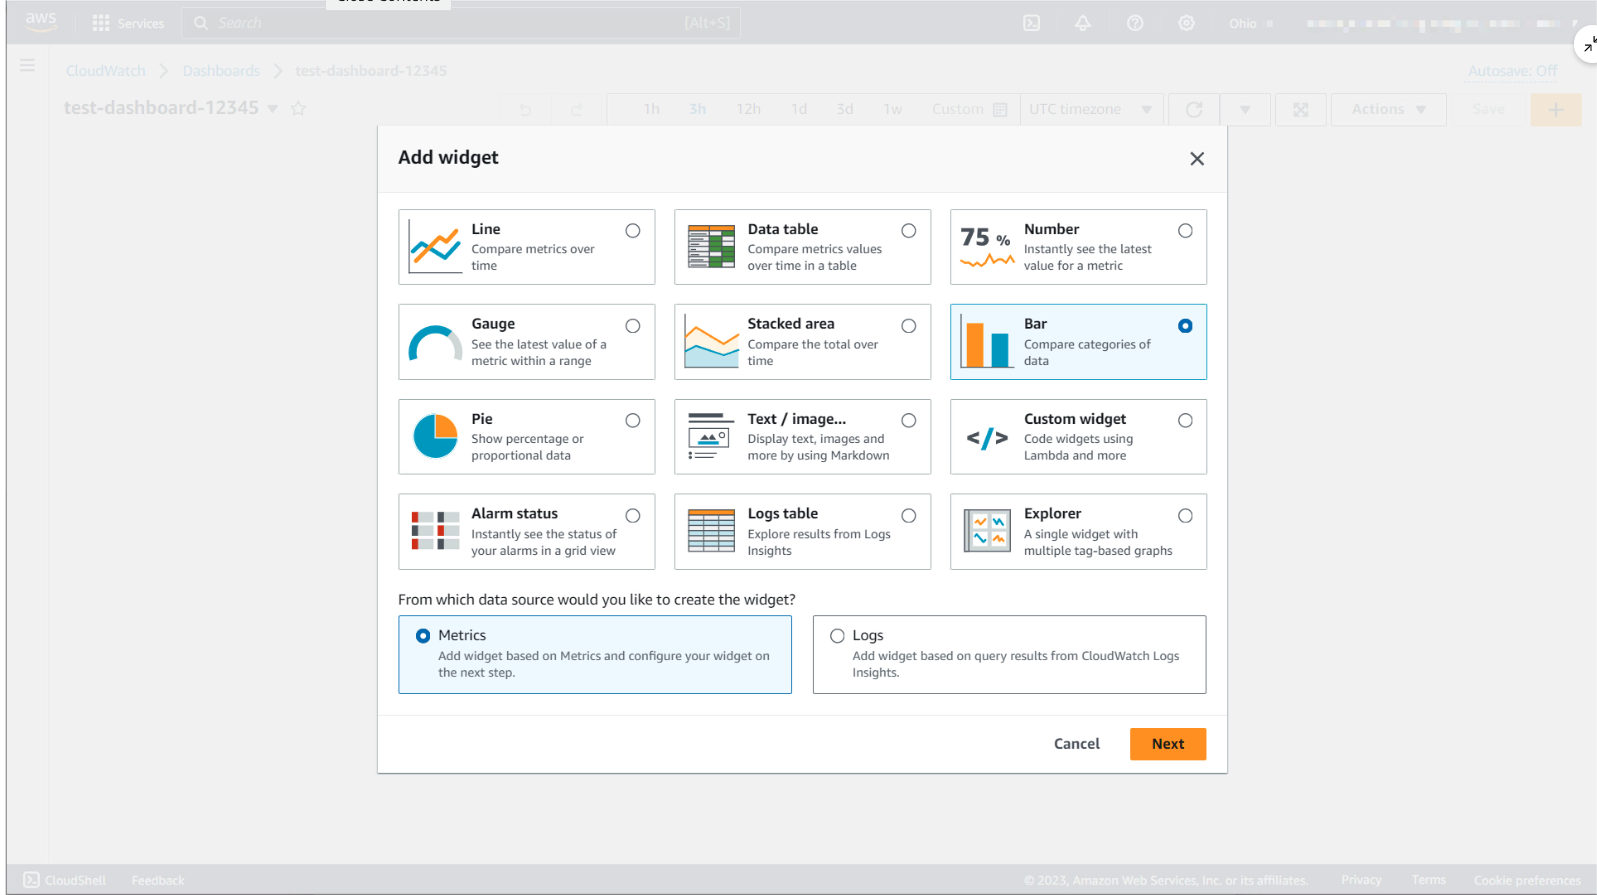 Close Contents
aws
Services
Search
[Alt+S]
Ohio
CloudWatch
Dashboards
test-dashboard-12345
Autosave: Off
test-dashboard-12345
1h
3h
12h
1d
3d
1w
Custom
UTC timezone
Actions
Save
Add widget
Line
Compare metrics over
time
Data table
Compare metrics values
over time in a table
75 %
Number
Instantly see the latest
value for a metric
Gauge
See the latest value of a
metric within a range
Stacked area
Compare the total over
time
Bar
Compare categories of
data
Pie
Show percentage or
proportional data
Text / image...
Display text, images and
more by using Markdown
</>
Custom widget
Code widgets using
Lambda and more
Alarm status
Instantly see the status of
your alarms in a grid view
Logs table
Explore results from Logs
Insights
Explorer
A single widget with
multiple tag-based graphs
From which data source would you like to create the widget?
Metrics
Add widget based on Metrics and configure your widget on
the next step.
Logs
Add widget based on query results from CloudWatch Logs
Insights.
Cancel
Next
CloudShell
Feedback
© 2023, Amazon Web Services, Inc. or its affiliates.
Privacy
Terms
Cookie preferences